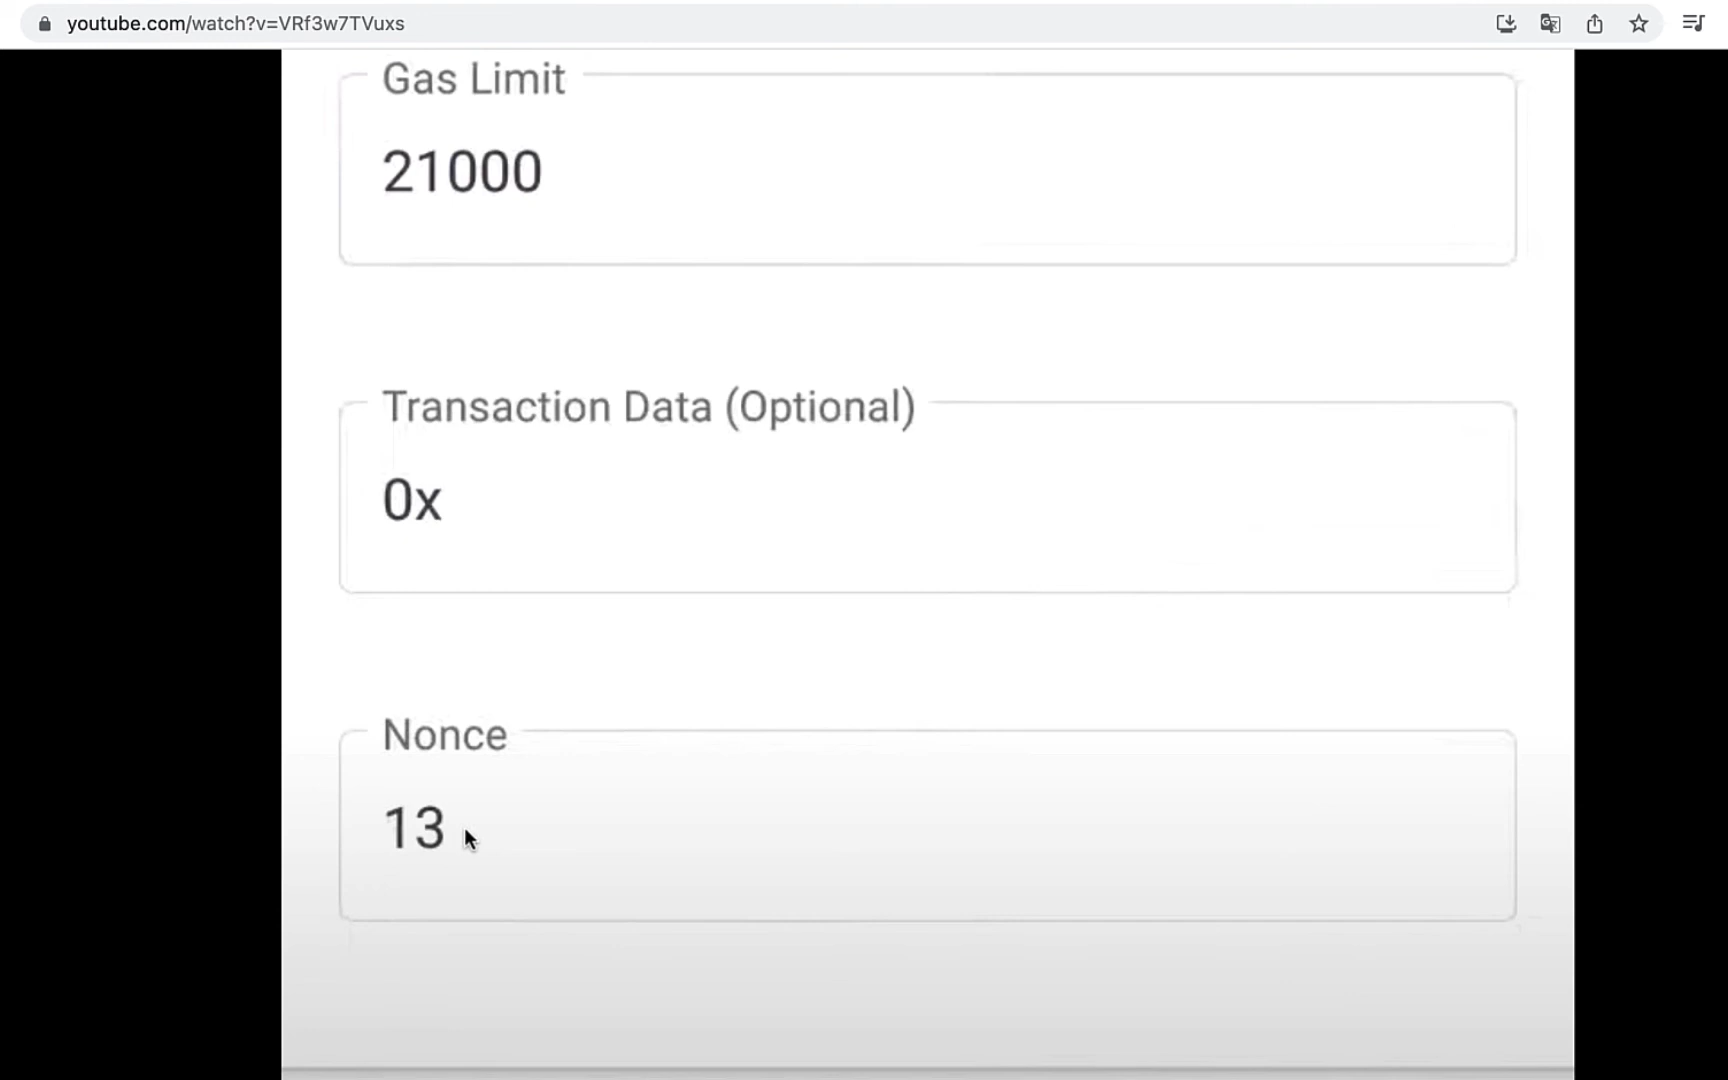 youtube.com/watch?v=VRf3w7TVuxs
Gas Limit
21000
Transaction Data (Optional)
0x
Nonce
13